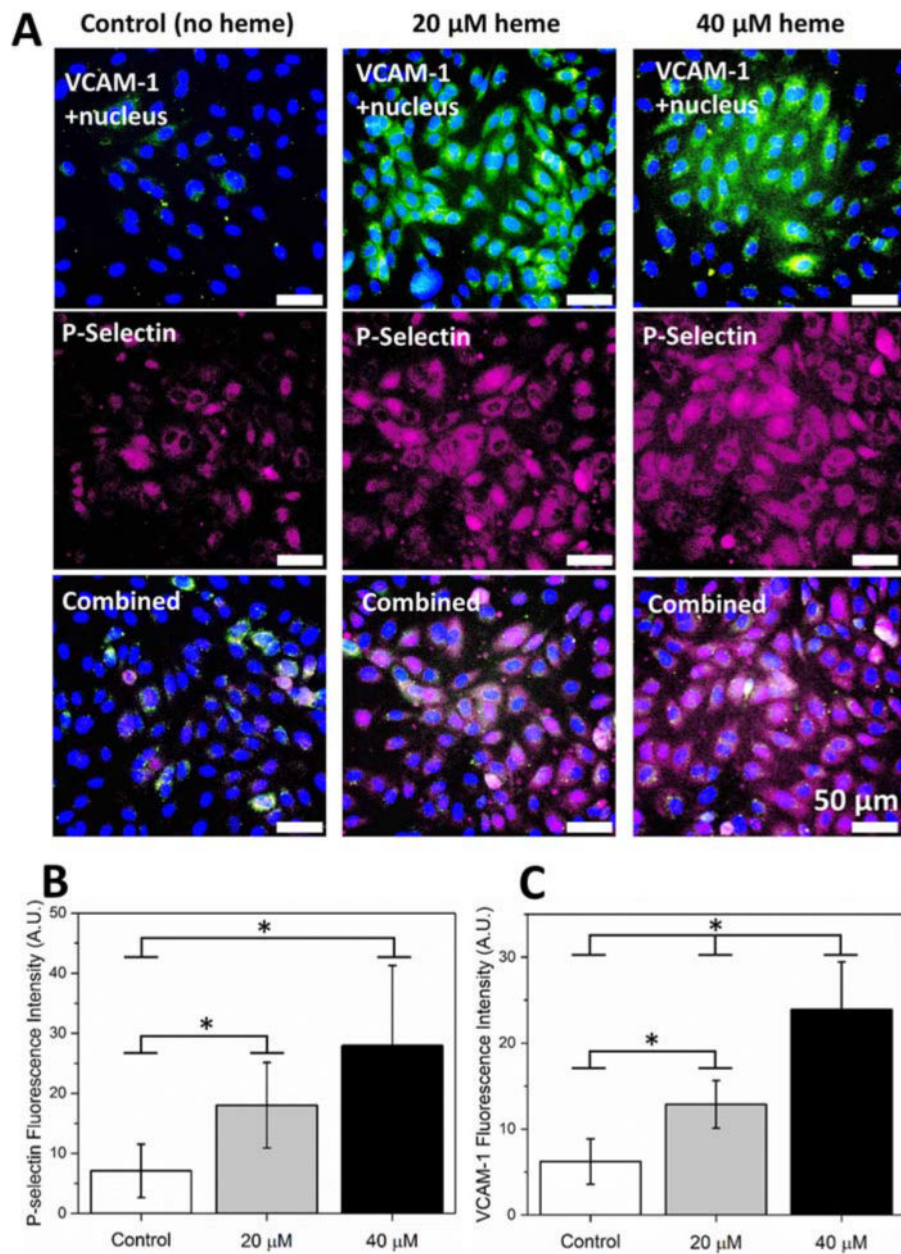 A
Control (no heme)
20 μM heme
40 μM heme
VCAM-1
+nucleus
VCAM-1
+nucleus
VCAM-1
+nucleus
P-Selectin
P-Selectin
P-Selectin
Combined
Combined
Combined
50 μm
B
P-selectin Fluorescence Intensity (A.U.)
50
40
30
20
10
0
*
*
Control
20 μM
40 μM
C
VCAM-1 Fluorescence Intensity (A.U.)
30
20
10
0
*
*
Control
20 μM
40 μM